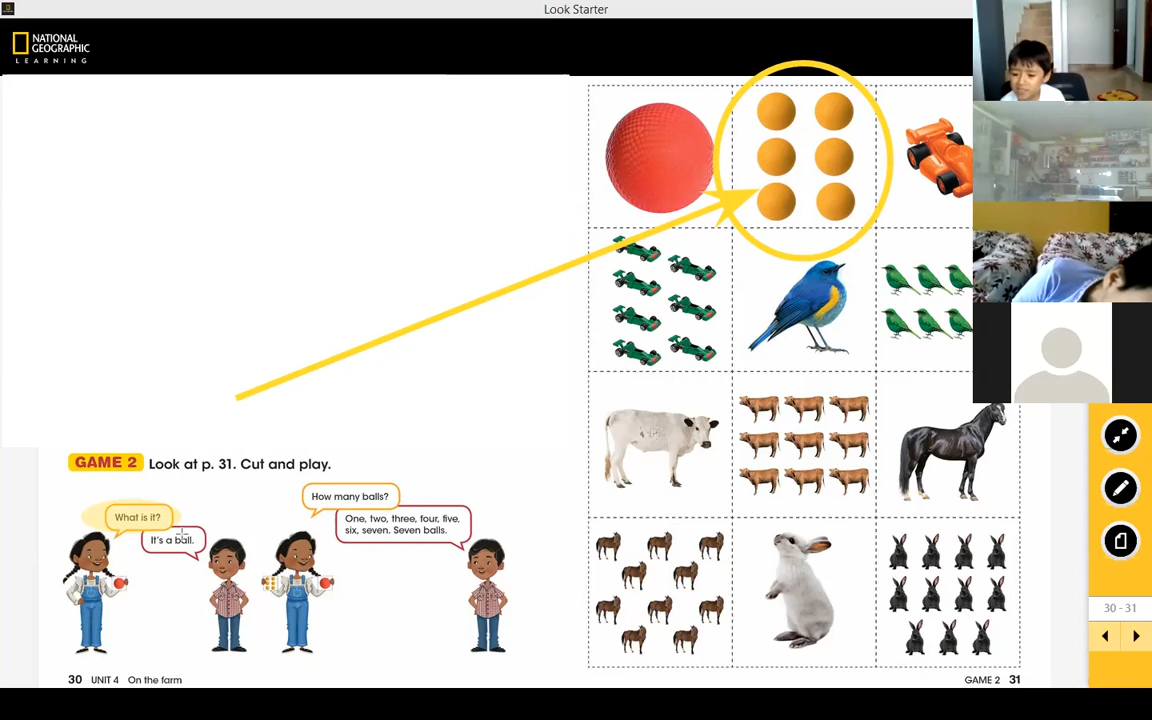 Look Starter
NATIONAL
GEOGRAPHIC
LEARNING
GAME 2 Look at p. 31. Cut and play.
What is it?
It's a ball.
How many balls?
One, two, three, four, five,
six, seven. Seven balls.
30 UNIT 4 On the farm
GAME 2 31
30 - 31